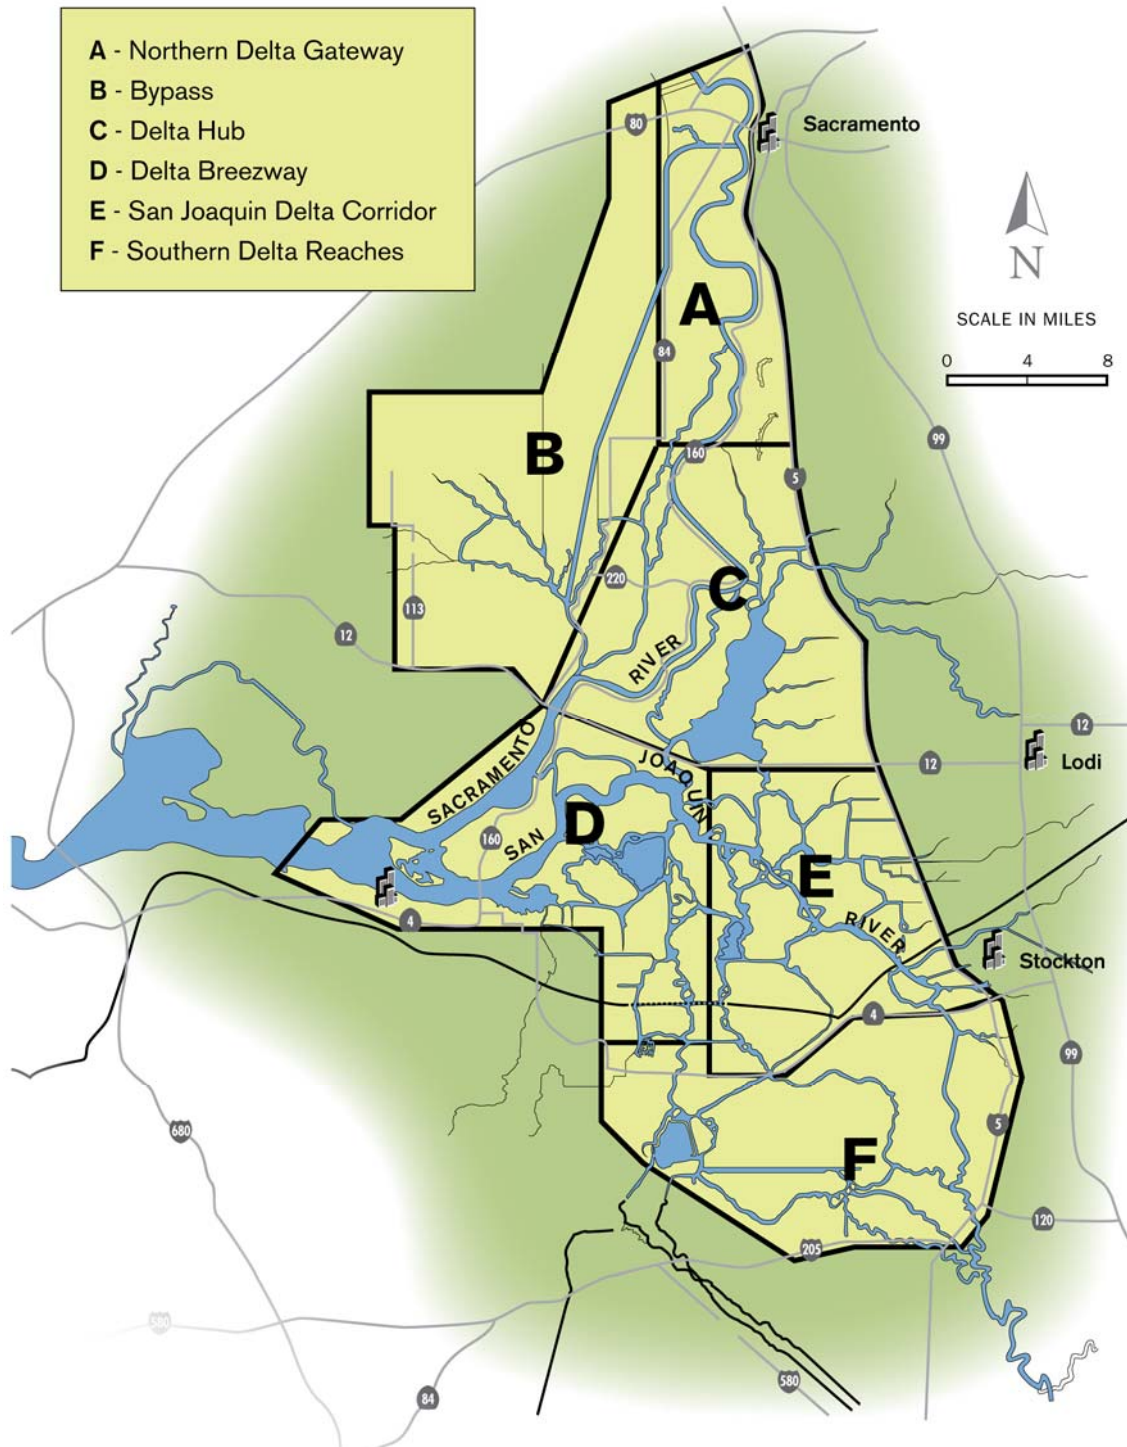 A - Northern Delta Gateway
B - Bypass
C - Delta Hub
D - Delta Breezway
E - San Joaquin Delta Corridor
F - Southern Delta Reaches
80
Sacramento
N
SCALE IN MILES
0 4 8
A
84
99
B
160
5
220
C
113
12
RIVER
12
SACRAMENTO
JOAQUIN
12
Lodi
160
SAN
D
E
4
RIVER
Stockton
4
99
680
5
F
120
205
580
580
84